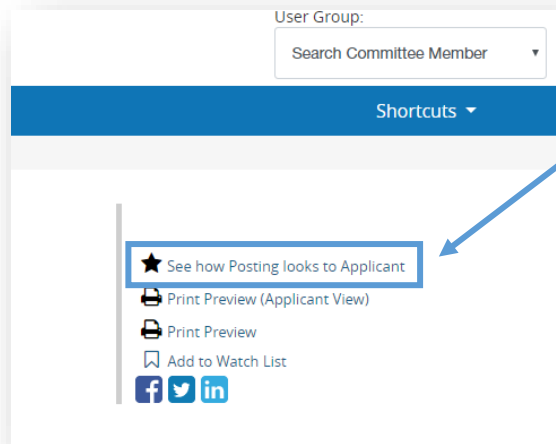 User Group:
Search Committee Member
Shortcuts
See how Posting looks to Applicant
Print Preview (Applicant View)
Print Preview
Add to Watch List